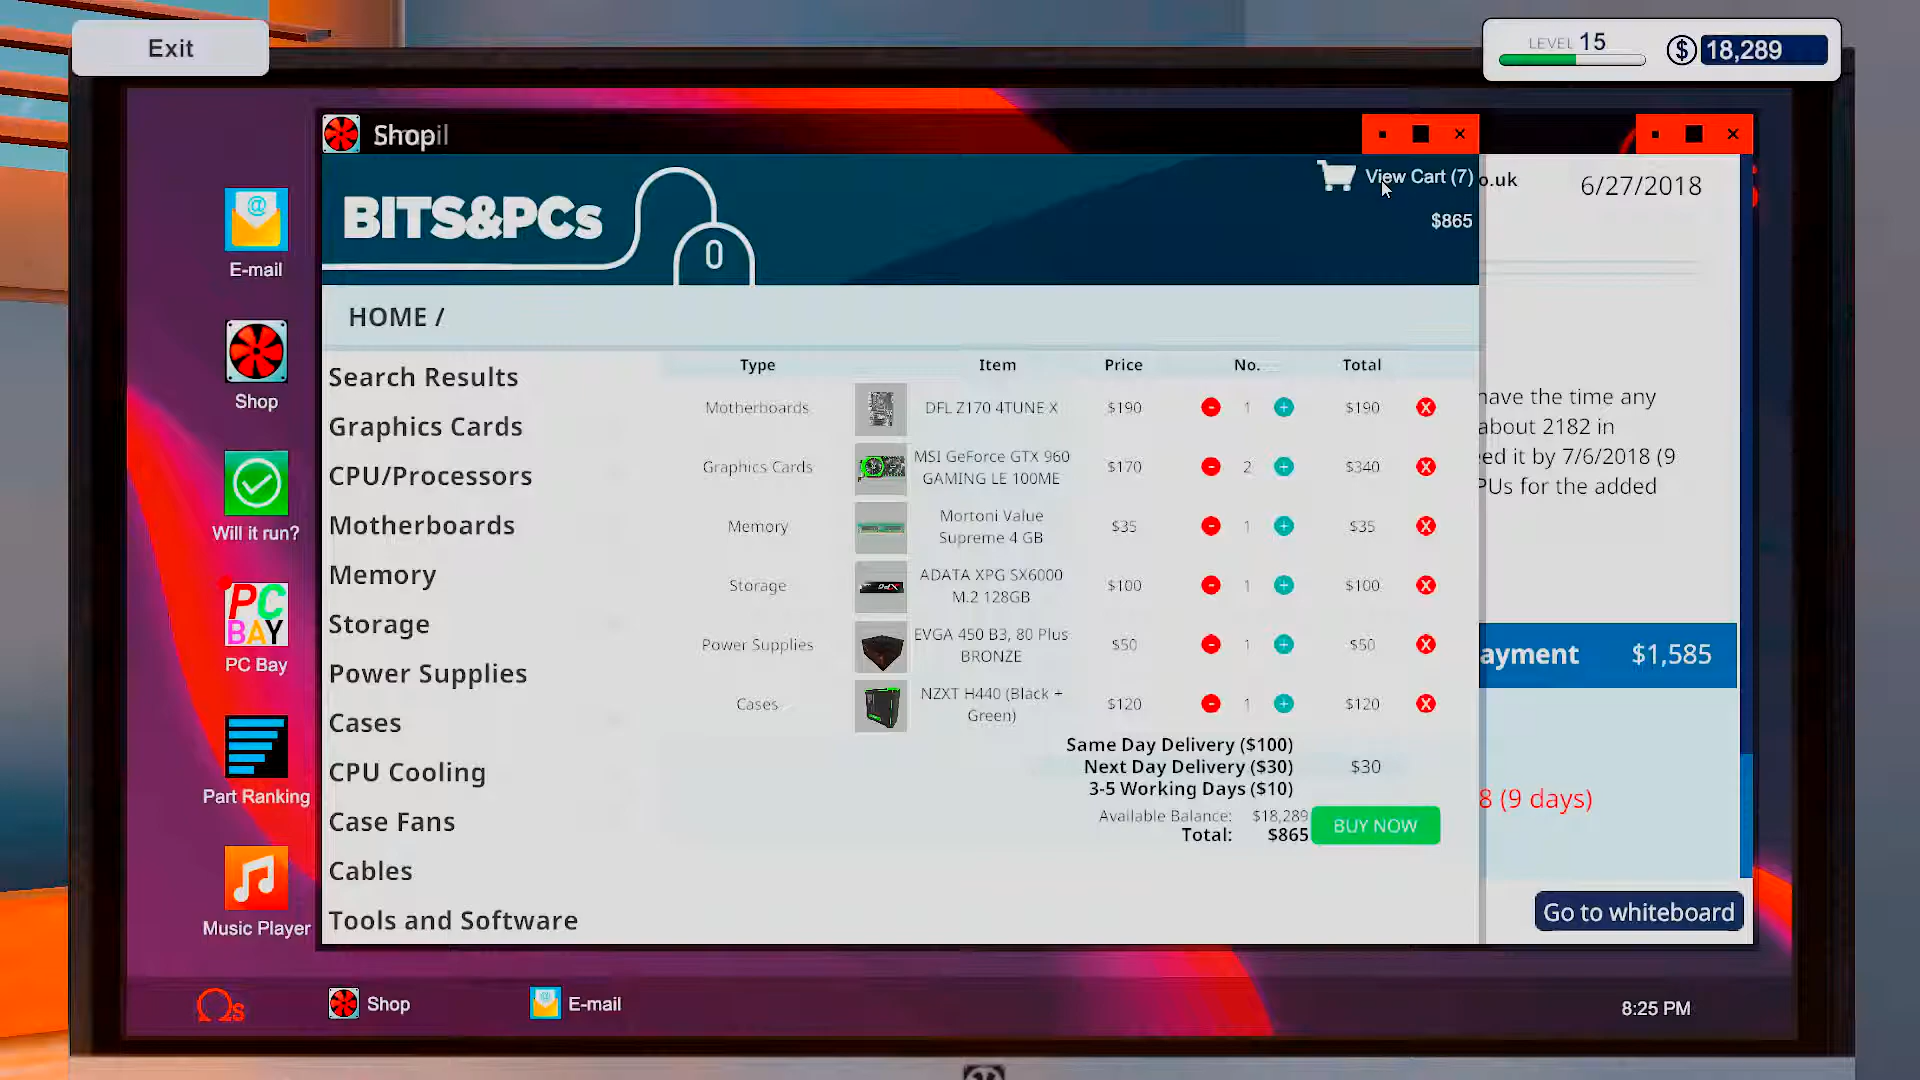 Exit
LEVEL 15
$ 18,289
Shop
View Cart (7)
$865
BITS&PCs
o.uk
6/27/2018
E-mail
Shop
Will it run?
PC BAY
PC Bay
Part Ranking
Music Player
HOME /
Search Results
Graphics Cards
CPU/Processors
Motherboards
Memory
Storage
Power Supplies
Cases
CPU Cooling
Case Fans
Cables
Tools and Software
Type Item Price No. Total
Motherboards DFL Z170 4TUNE X $190 - 1 + $190 X
Graphics Cards MSI GeForce GTX 960 GAMING LE 100ME $170 - 2 + $340 X
Memory Mortoni Value Supreme 4 GB $35 - 1 + $35 X
Storage ADATA XPG SX6000 M.2 128GB $100 - 1 + $100 X
Power Supplies EVGA 450 B3, 80 Plus BRONZE $50 - 1 + $50 X
Cases NZXT H440 (Black + Green) $120 - 1 + $120 X
Same Day Delivery ($100)
Next Day Delivery ($30) $30
3-5 Working Days ($10)
Available Balance: $18,289
Total: $865
BUY NOW
have the time any
about 2182 in
ed it by 7/6/2018 (9
PUs for the added
ayment $1,585
8 (9 days)
Go to whiteboard
Shop
E-mail
8:25 PM